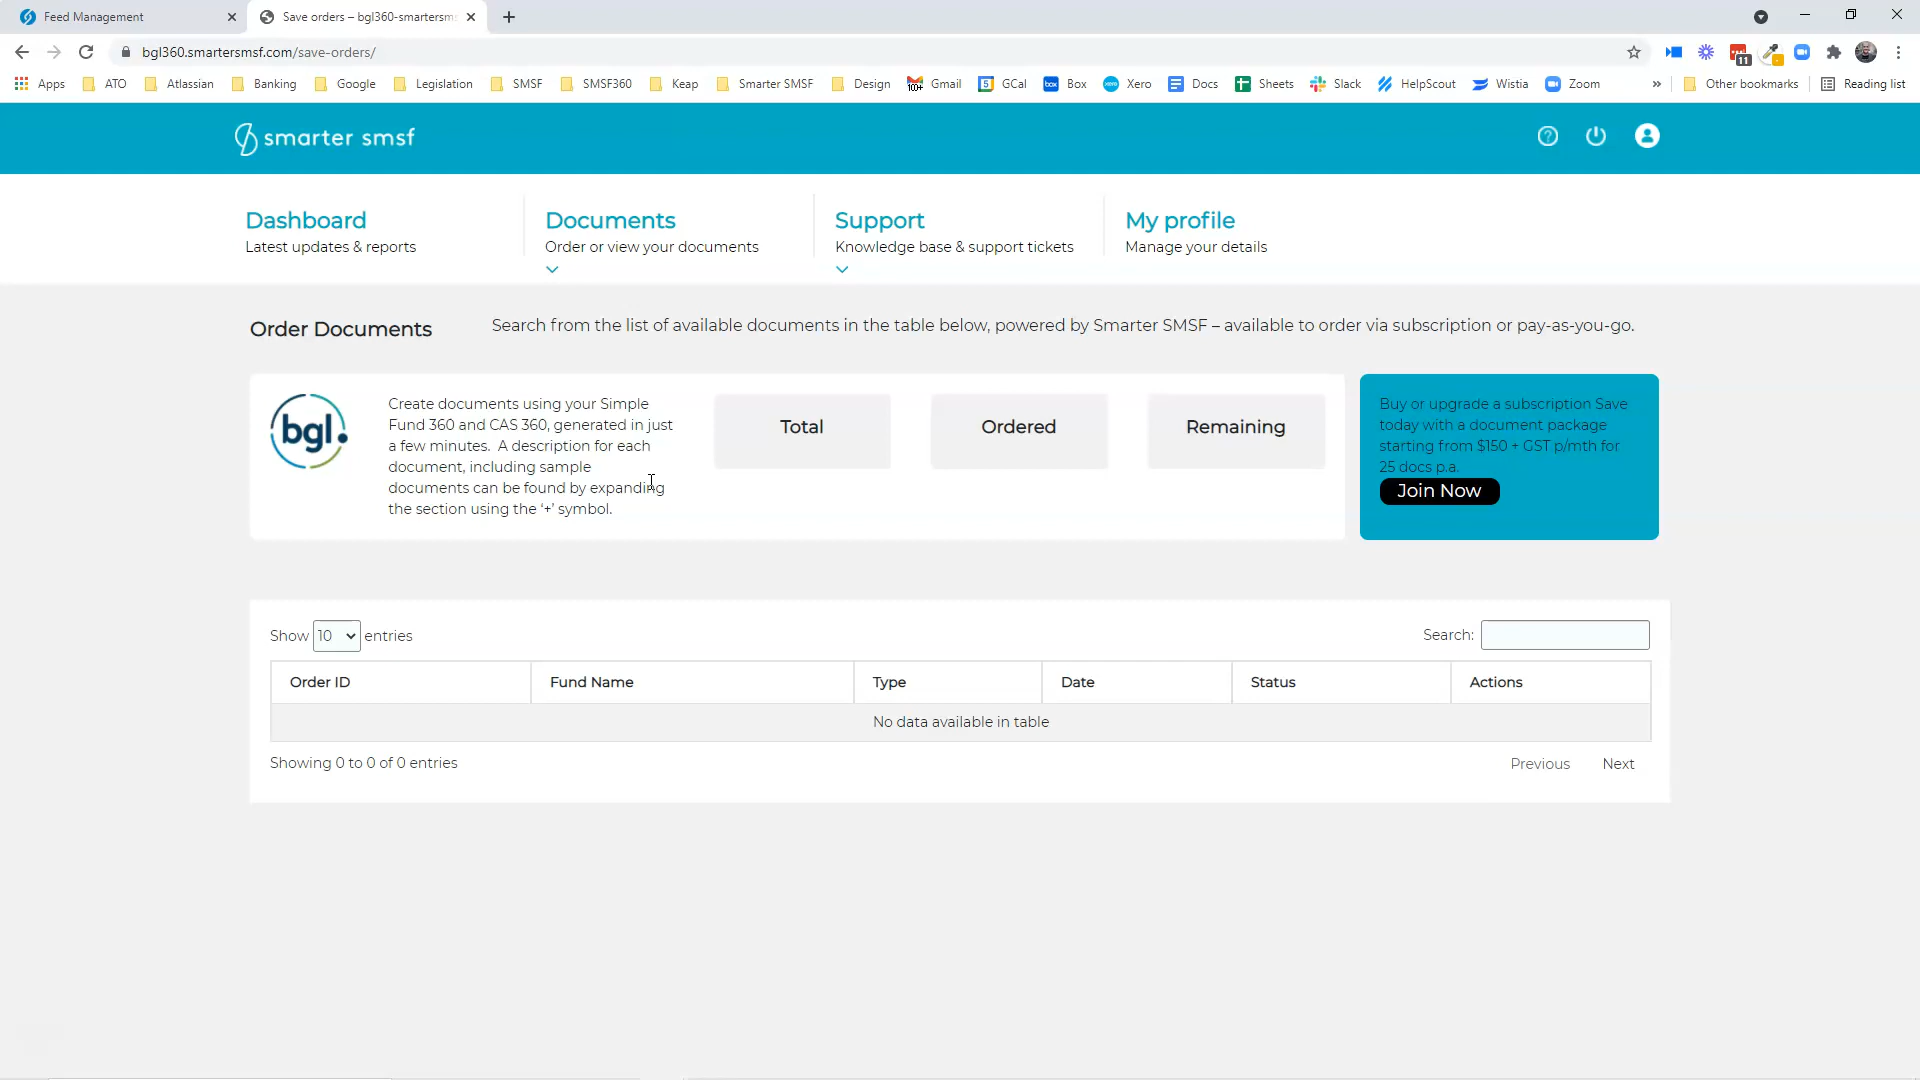 Feed Management
Save orders – bgl360-smartersms
bgl360.smartersmsf.com/save-orders/
11
Apps
ATO
Atlassian
Banking
Google
Legislation
SMSF
SMSF360
Keap
Smarter SMSF
Design
Gmail
GCal
Box
Xero
Docs
Sheets
Slack
HelpScout
Wistia
Zoom
»
Other bookmarks
Reading list
smarter smsf
Dashboard
Latest updates & reports
Documents
Order or view your documents
Support
Knowledge base & support tickets
My profile
Manage your details
Order Documents
Search from the list of available documents in the table below, powered by Smarter SMSF – available to order via subscription or pay-as-you-go.
bgl.
Create documents using your Simple
Fund 360 and CAS 360, generated in just
a few minutes. A description for each
document, including sample
documents can be found by expanding
the section using the ‘+’ symbol.
Total
Ordered
Remaining
Buy or upgrade a subscription Save
today with a document package
starting from $150 + GST p/mth for
25 docs p.a.
Join Now
Show 10 entries
Search:
Order ID
Fund Name
Type
Date
Status
Actions
No data available in table
Showing 0 to 0 of 0 entries
Previous
Next